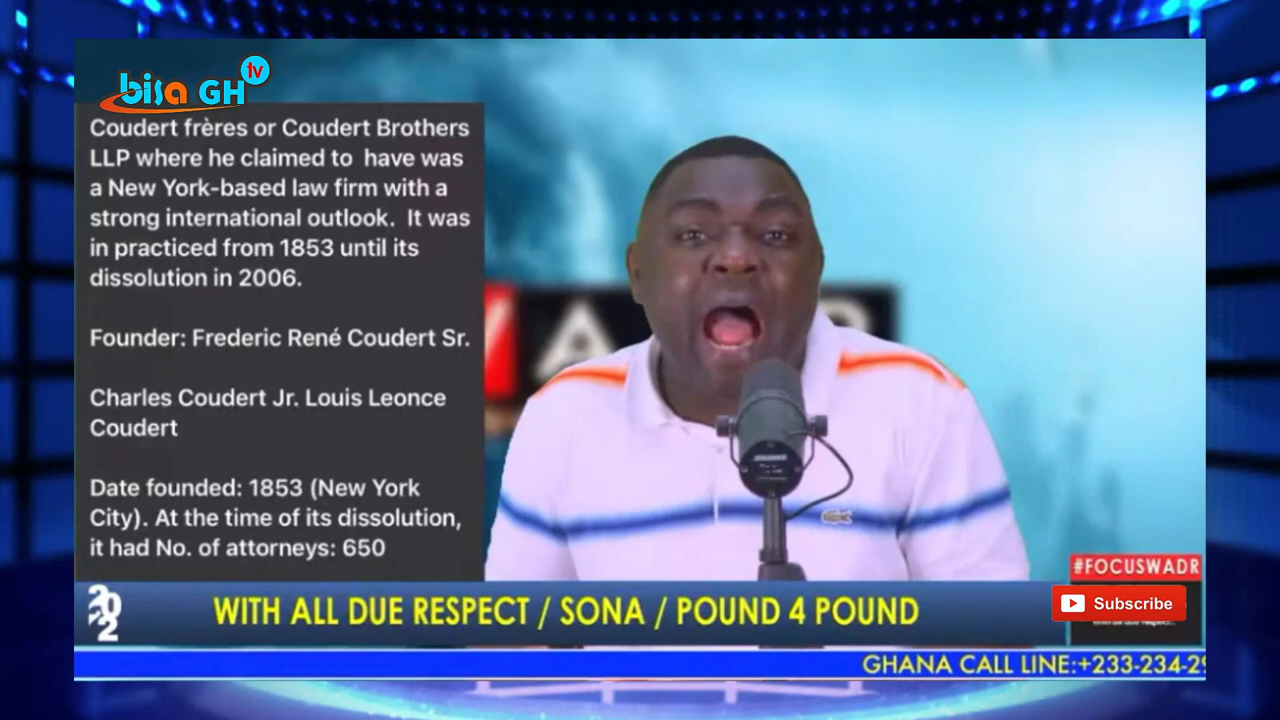 bisa GH tv
Coudert frères or Coudert Brothers
LLP where he claimed to have was
a New York-based law firm with a
strong international outlook. It was
in practiced from 1853 until its
dissolution in 2006.
Founder: Frederic René Coudert Sr.
Charles Coudert Jr. Louis Leonce
Coudert
Date founded: 1853 (New York
City). At the time of its dissolution,
it had No. of attorneys: 650
#FOCUSWADR
2022
WITH ALL DUE RESPECT / SONA / POUND 4 POUND
Subscribe
GHANA CALL LINE:+233-234-29